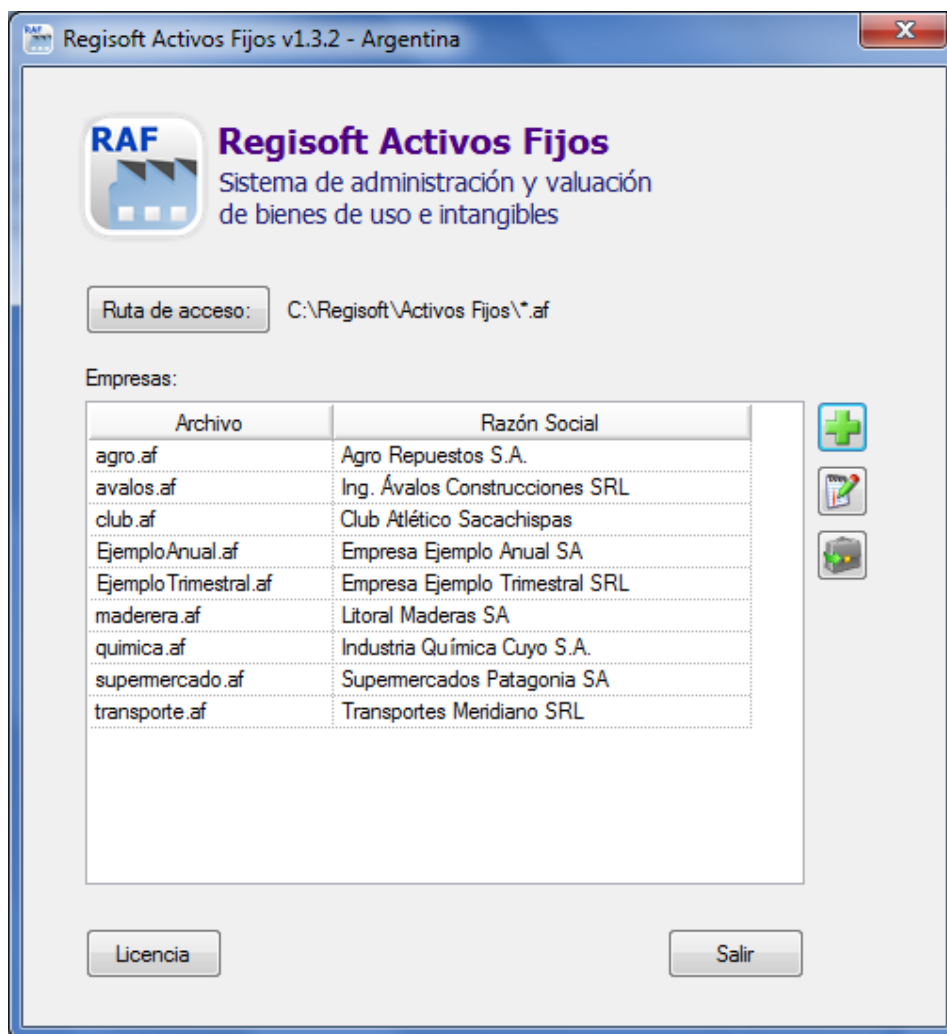 Regisoft Activos Fijos v1.3.2 - Argentina
RAF
Regisoft Activos Fijos
Sistema de administración y valuación
de bienes de uso e intangibles
Ruta de acceso: C:\Regisoft\Activos Fijos\*.af
Empresas:
Archivo Razón Social
agro.af Agro Repuestos S.A.
avalos.af Ing. Ávalos Construcciones SRL
club.af Club Atlético Sacachispas
EjemploAnual.af Empresa Ejemplo Anual SA
EjemploTrimestral.af Empresa Ejemplo Trimestral SRL
maderera.af Litoral Maderas SA
quimica.af Industria Química Cuyo S.A.
supermercado.af Supermercados Patagonia SA
transporte.af Transportes Meridiano SRL
Licencia Salir